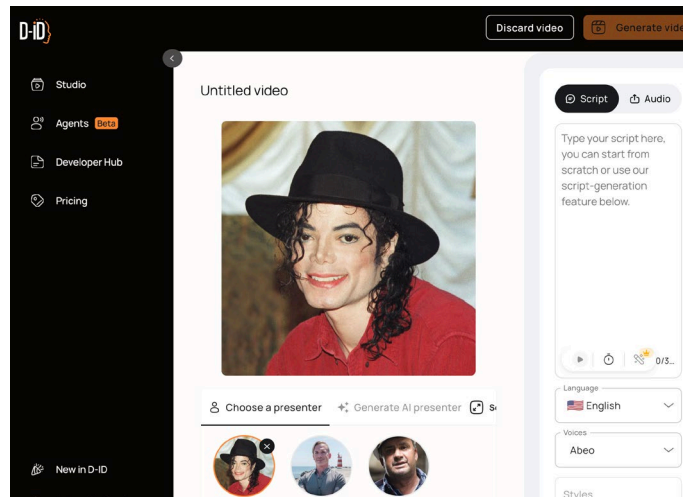 D-iD
Discard video
Generate
Studio
Agents Beta
Developer Hub
Pricing
New in D-ID
Untitled video
Choose a presenter
Generate AI presenter
Script
Audio
Type your script here,
you can start from
scratch or use our
script-generation
feature below.
0/3...
Language
English
Voices
Abeo
Styles